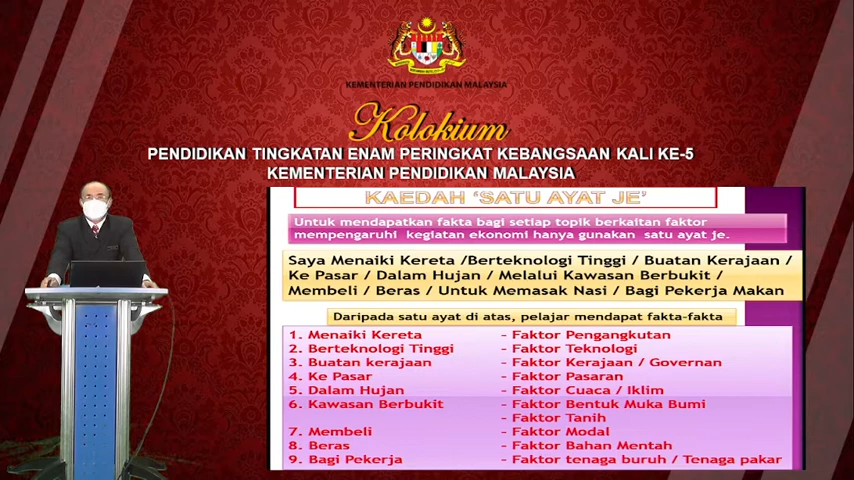 KEMENTERIAN PENDIDIKAN MALAYSIA
Kolokium
PENDIDIKAN TINGKATAN ENAM PERINGKAT KEBANGSAAN KALI KE-5
KEMENTERIAN PENDIDIKAN MALAYSIA
KAEDAH ‘SATU AYAT JE’
Untuk mendapatkan fakta bagi setiap topik berkaitan faktor
mempengaruhi kegiatan ekonomi hanya gunakan satu ayat je.
Saya Menaiki Kereta /Berteknologi Tinggi / Buatan Kerajaan /
Ke Pasar / Dalam Hujan / Melalui Kawasan Berbukit /
Membeli / Beras / Untuk Memasak Nasi / Bagi Pekerja Makan
Daripada satu ayat di atas, pelajar mendapat fakta-fakta
1. Menaiki Kereta - Faktor Pengangkutan
2. Berteknologi Tinggi - Faktor Teknologi
3. Buatan kerajaan - Faktor Kerajaan / Governan
4. Ke Pasar - Faktor Pasaran
5. Dalam Hujan - Faktor Cuaca / Iklim
6. Kawasan Berbukit - Faktor Bentuk Muka Bumi
- Faktor Tanih
7. Membeli - Faktor Modal
8. Beras - Faktor Bahan Mentah
9. Bagi Pekerja - Faktor tenaga buruh / Tenaga pakar